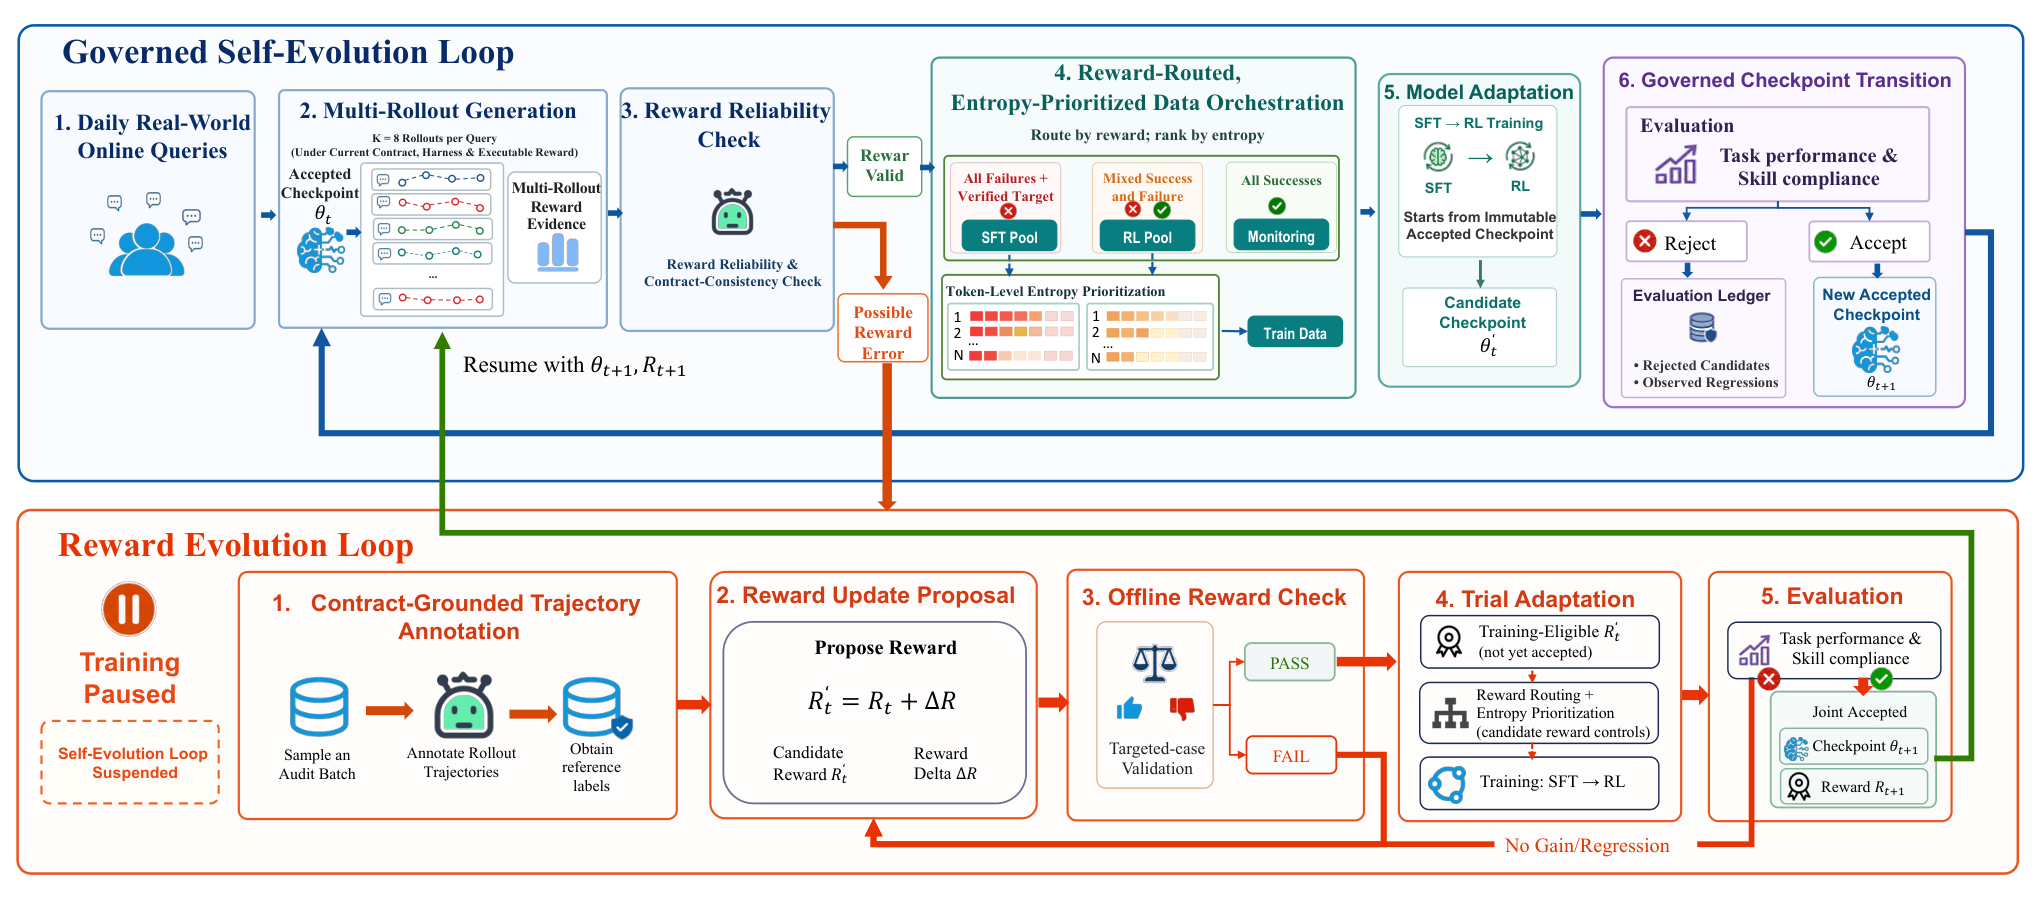 Governed Self-Evolution Loop
1. Daily Real-World
Online Queries
2. Multi-Rollout Generation
K = 8 Rollouts per Query
(Under Current Contract, Harness & Executable Reward)
Accepted
Checkpoint
θt
...
Multi-Rollout
Reward
Evidence
3. Reward Reliability
Check
Reward Reliability &
Contract-Consistency Check
Rewar
Valid
Possible
Reward
Error
4. Reward-Routed,
Entropy-Prioritized Data Orchestration
Route by reward; rank by entropy
All Failures +
Verified Target
SFT Pool
Mixed Success
and Failure
RL Pool
All Successes
Monitoring
Token-Level Entropy Prioritization
1
2
...
N
1
2
...
N
Train Data
5. Model Adaptation
SFT → RL Training
→
SFT
RL
Starts from Immutable
Accepted Checkpoint
Candidate
Checkpoint
θ't
6. Governed Checkpoint Transition
Evaluation
Task performance &
Skill compliance
Reject
Accept
Evaluation Ledger
• Rejected Candidates
• Observed Regressions
New Accepted
Checkpoint
θt+1
Resume with θt+1, Rt+1
Reward Evolution Loop
Training
Paused
Self-Evolution Loop
Suspended
1. Contract-Grounded Trajectory
Annotation
Sample an
Audit Batch
Annotate Rollout
Trajectories
Obtain
reference
labels
2. Reward Update Proposal
Propose Reward
R't = Rt + ΔR
Candidate
Reward R't
Reward
Delta ΔR
3. Offline Reward Check
Targeted-case
Validation
PASS
FAIL
4. Trial Adaptation
Training-Eligible R't
(not yet accepted)
Reward Routing +
Entropy Prioritization
(candidate reward controls)
Training: SFT → RL
5. Evaluation
Task performance &
Skill compliance
Joint Accepted
Checkpoint θt+1
Reward Rt+1
No Gain/Regression